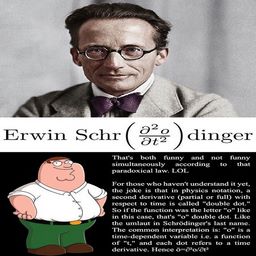 Erwin Schr(∂²o/∂t²)dinger
That's both funny and not funny
simultaneously according to that
paradoxical law. LOL
For those who haven't understood it yet,
the joke is that in physics notation, a
second derivative (partial or full) with
respect to time is called "double dot."
So if the function was the letter "o" like
in this case, that's "o" double dot. Like
the umlaut in Schrödinger's last name.
The common interpretation is: "o" is a
time-dependent variable i.e. a function
of "t," and each dot refers to a time
derivative. Hence ö=∂²o/∂t²